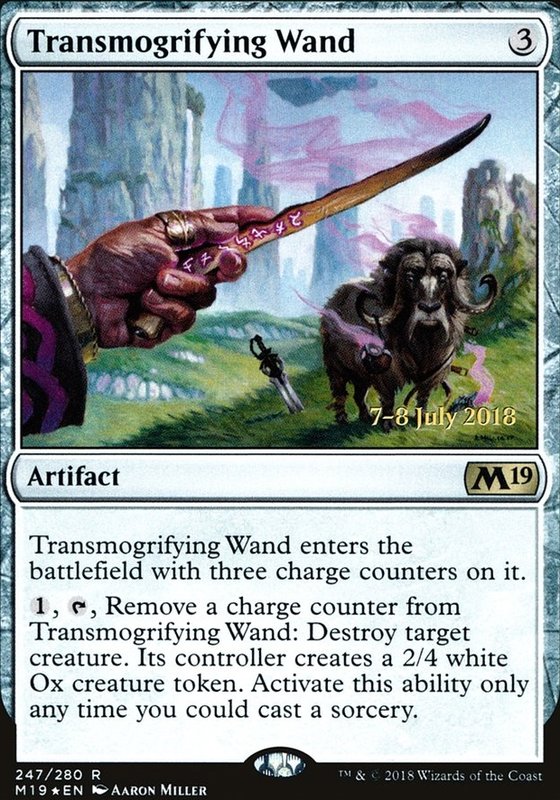 Transmogrifying Wand 3
7–8 July 2018
Artifact M19
Transmogrifying Wand enters the
battlefield with three charge counters on it.
1, , Remove a charge counter from
Transmogrifying Wand: Destroy target
creature. Its controller creates a 2/4 white
Ox creature token. Activate this ability only
any time you could cast a sorcery.
247/280 R
M19★EN Aaron Miller
™ & © 2018 Wizards of the Coast